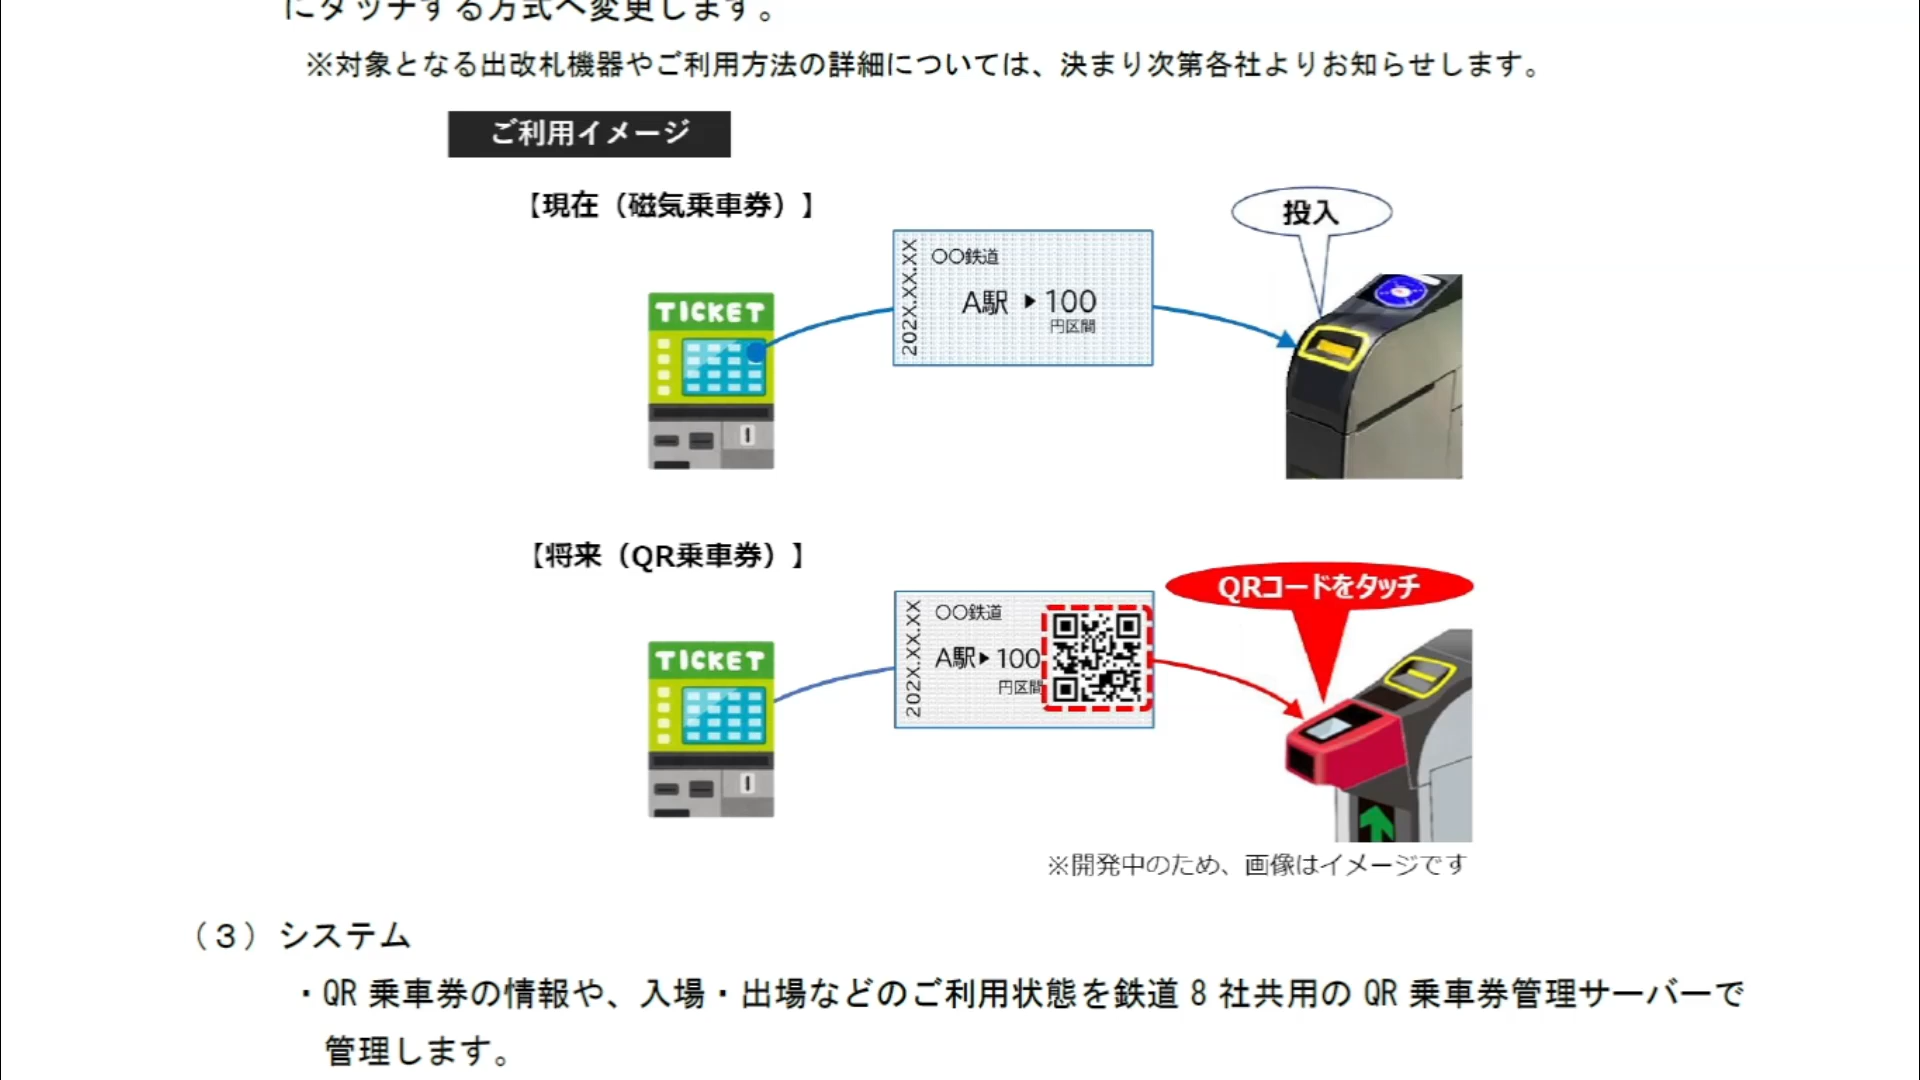 にタッチする方式へ変更します。
※対象となる出改札機器やご利用方法の詳細については、決まり次第各社よりお知らせします。
ご利用イメージ
【現在（磁気乗車券）】
投入
TICKET
202X.XX.XX
〇〇鉄道
A駅 ▶ 100
円区間
【将来（QR乗車券）】
QRコードをタッチ
TICKET
202X.XX.XX
〇〇鉄道
A駅▶100
円区間
※開発中のため、画像はイメージです
（３）システム
・QR 乗車券の情報や、入場・出場などのご利用状態を鉄道 8 社共用の QR 乗車券管理サーバーで
管理します。